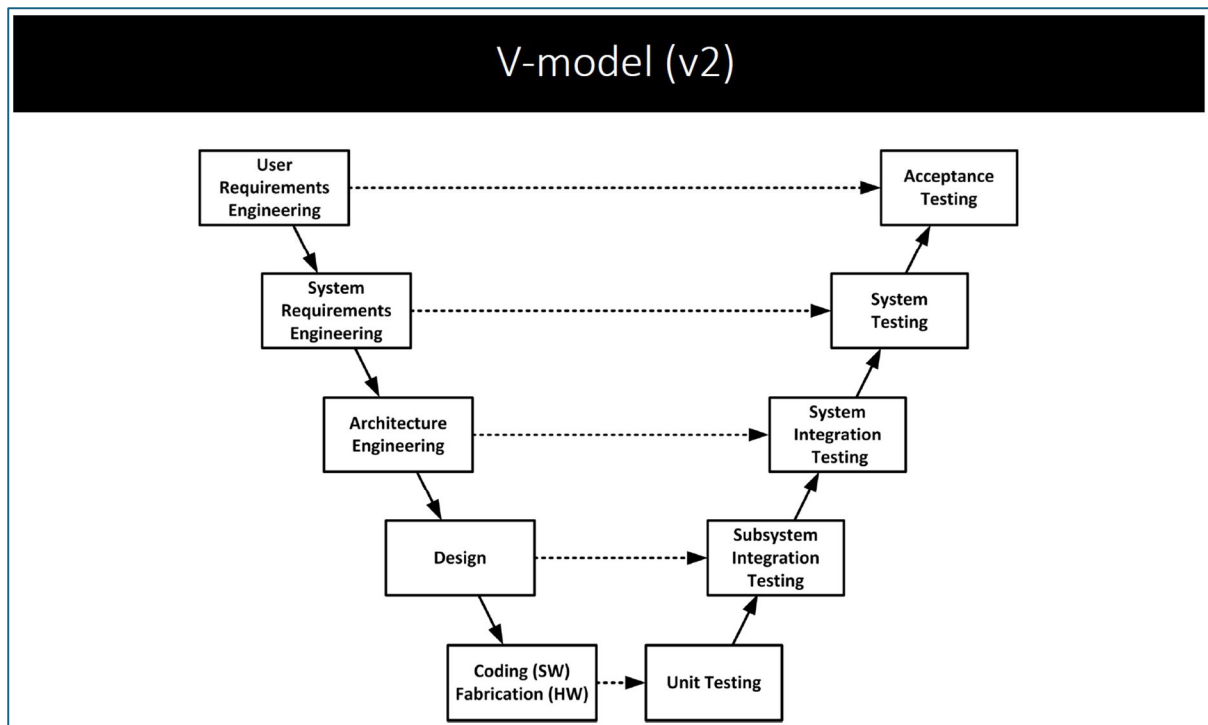 V-model (v2)
User
Requirements
Engineering
Acceptance
Testing
System
Requirements
Engineering
System
Testing
Architecture
Engineering
System
Integration
Testing
Design
Subsystem
Integration
Testing
Coding (SW)
Fabrication (HW)
Unit Testing